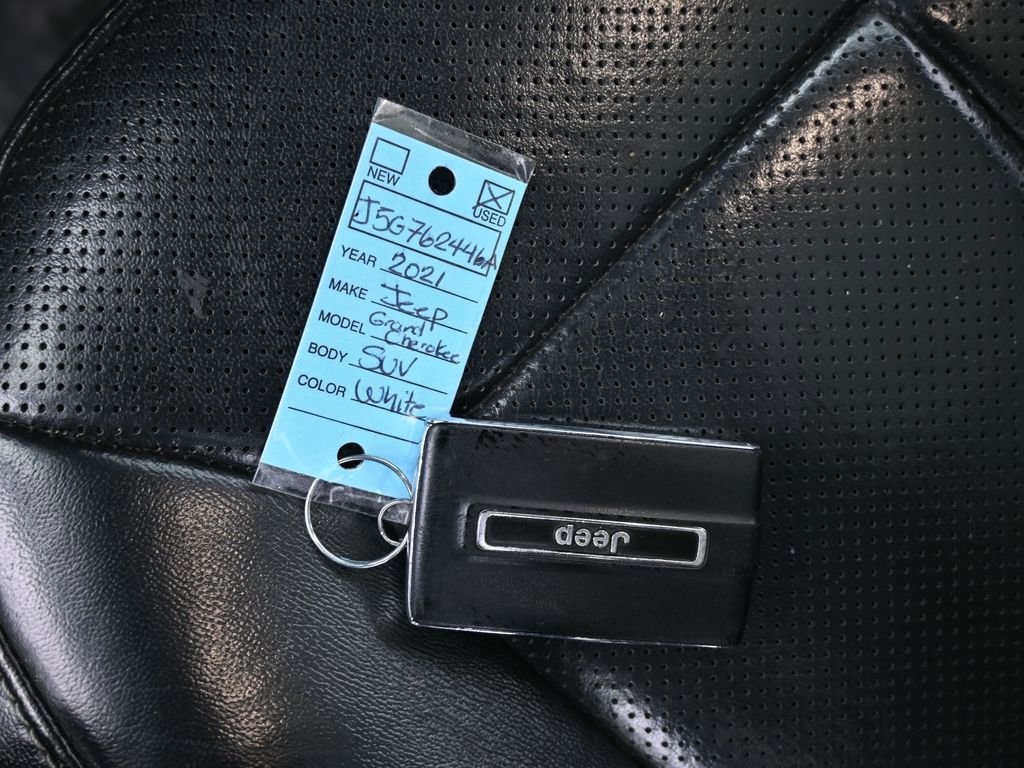 NEW
USED
J5G762446A
YEAR 2021
MAKE Jeep
MODEL Grand Cherokee
BODY SUV
COLOR White
Jeep